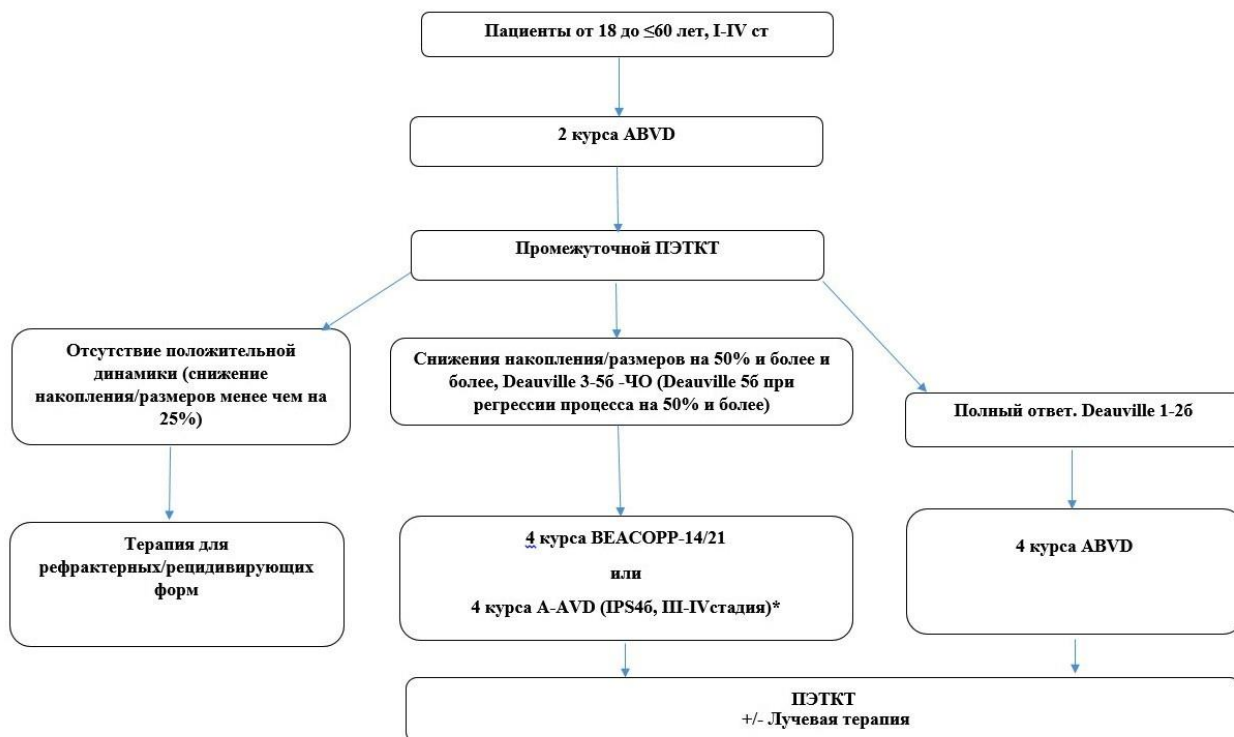 Пациенты от 18 до ≤60 лет, I-IV ст
2 курса ABVD
Промежуточной ПЭТКТ
Отсутствие положительной
динамики (снижение
накопления/размеров менее чем на
25%)
Снижения накопления/размеров на 50% и более и
более, Deauville 3-5б -ЧО (Deauville 5б при
регрессии процесса на 50% и более)
Полный ответ. Deauville 1-2б
Терапия для
рефрактерных/рецидивирующих
форм
4 курса BEACOPP-14/21
или
4 курса A-AVD (IPS4б, III-IVстадия)*
4 курса ABVD
ПЭТКТ
+/- Лучевая терапия